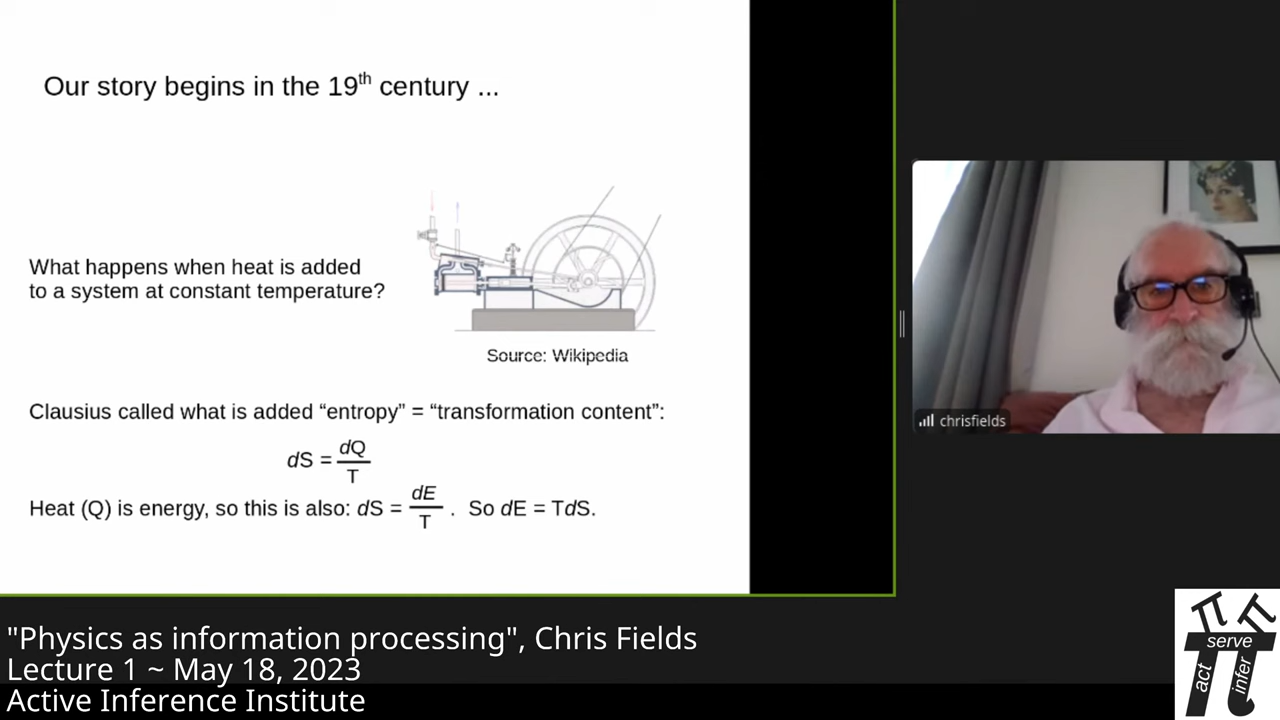 Our story begins in the 19th century ...
What happens when heat is added
to a system at constant temperature?
Source: Wikipedia
Clausius called what is added “entropy” = “transformation content”:
dS = dQ/T
Heat (Q) is energy, so this is also: dS = dE/T . So dE = TdS.
chrisfields
"Physics as information processing", Chris Fields
Lecture 1 ~ May 18, 2023
Active Inference Institute
serve
act
infer